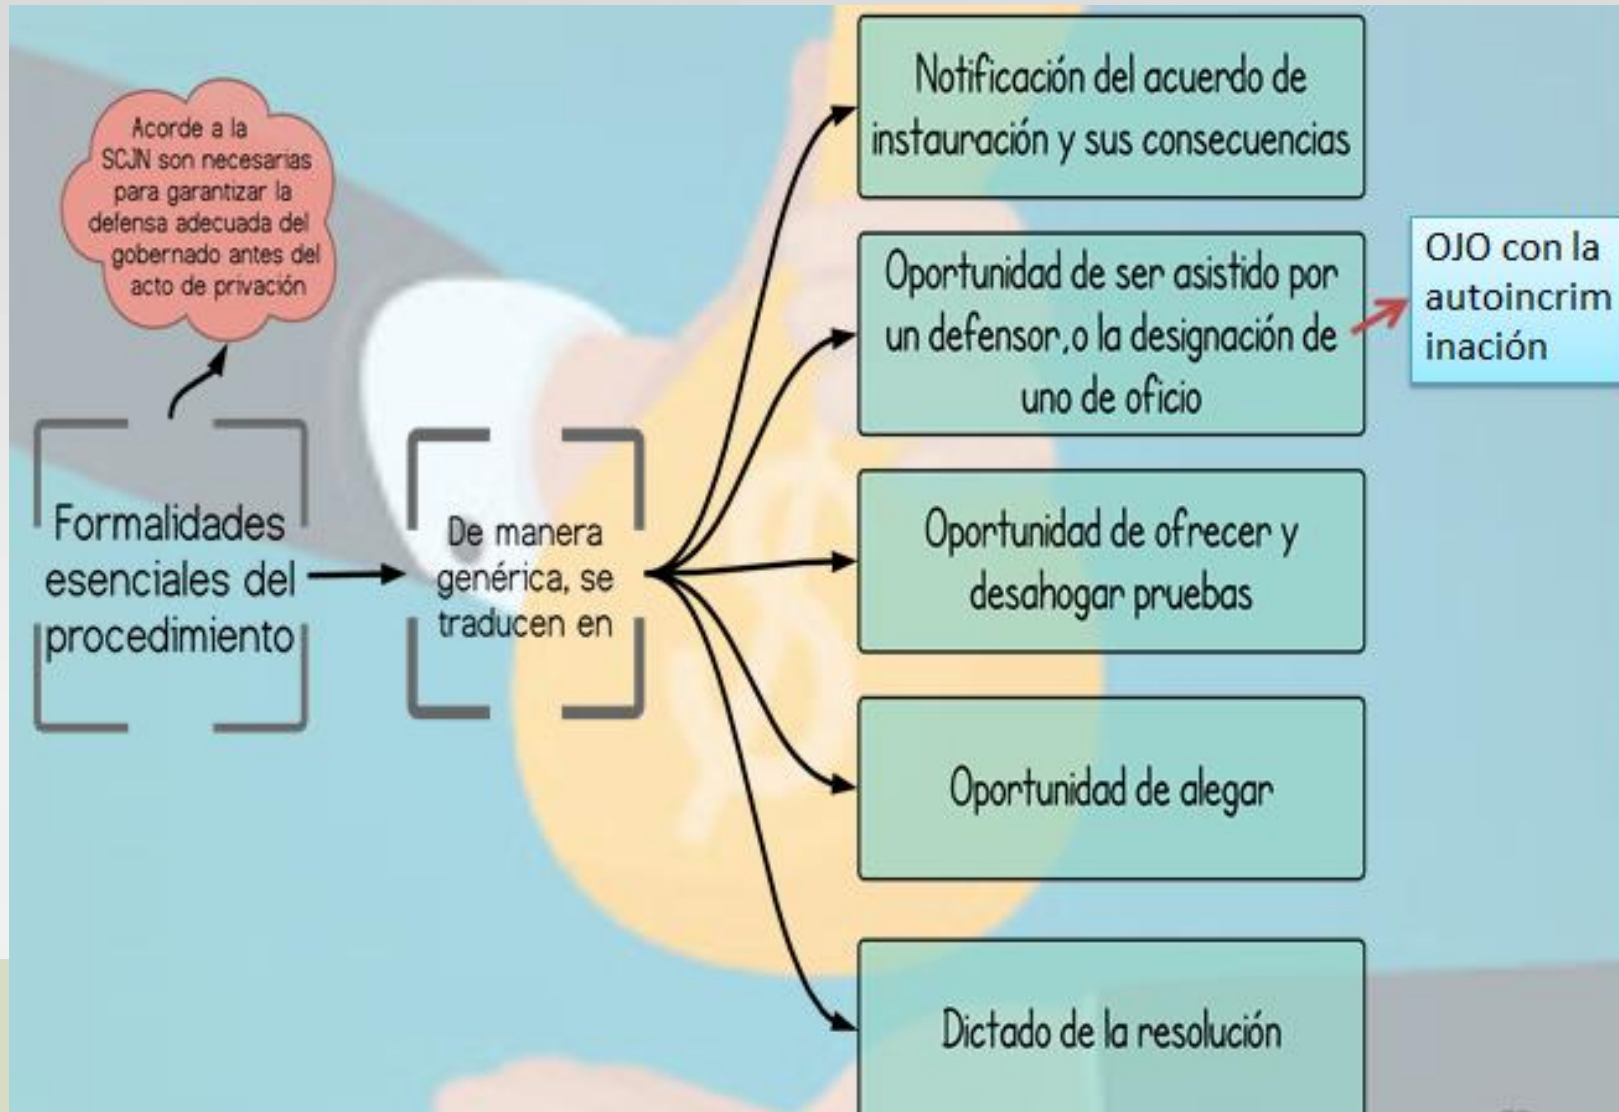 Acorde a la
SCJN son necesarias
para garantizar la
defensa adecuada del
gobernado antes del
acto de privación
Formalidades
esenciales del
procedimiento
De manera
genérica, se
traducen en
Notificación del acuerdo de
instauración y sus consecuencias
Oportunidad de ser asistido por
un defensor,o la designación de
uno de oficio
OJO con la
autoincrim
inación
Oportunidad de ofrecer y
desahogar pruebas
Oportunidad de alegar
Dictado de la resolución